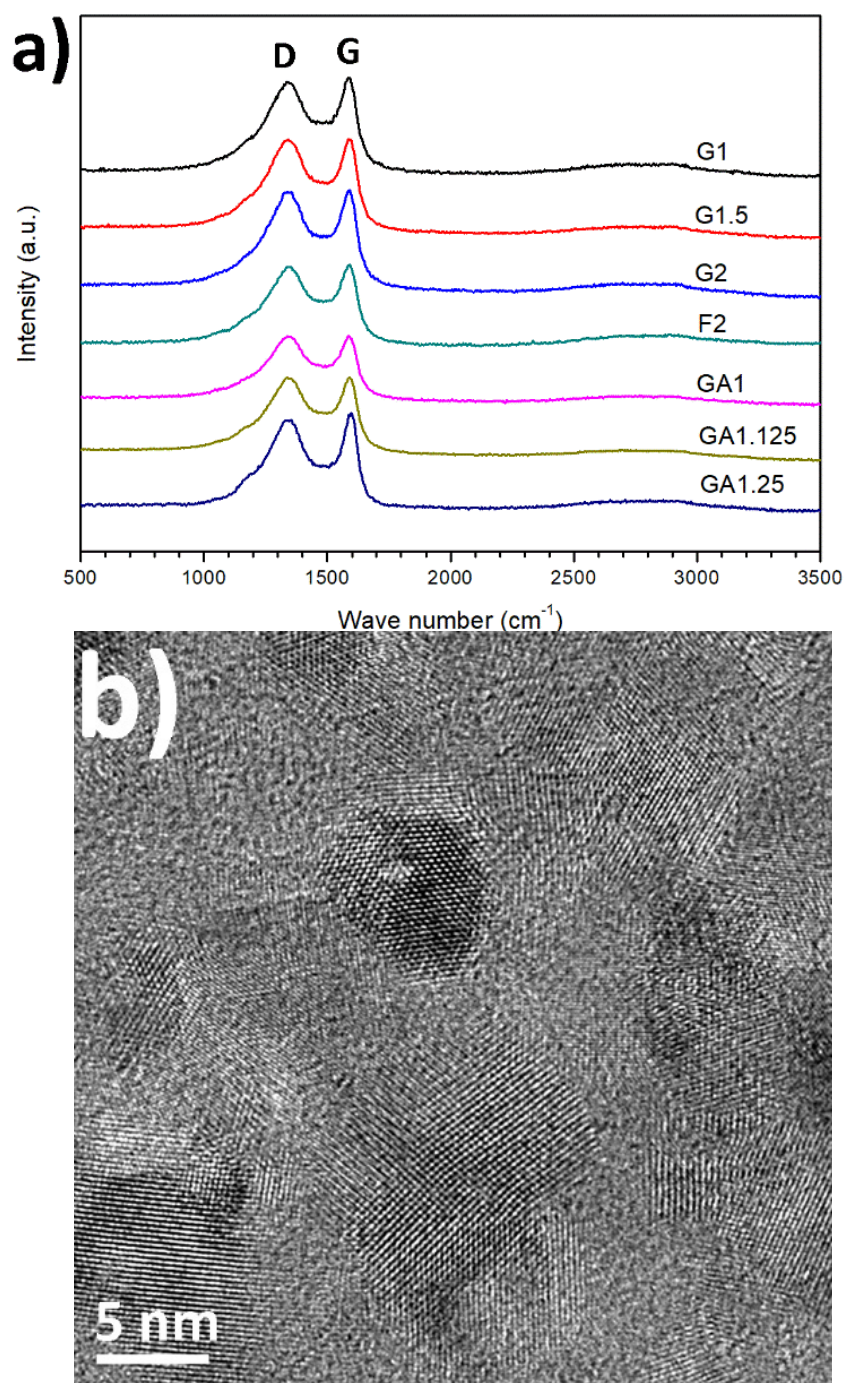 a)
D G
G1
G1.5
G2
F2
GA1
GA1.125
GA1.25
Intensity (a.u.)
500 1000 1500 2000 2500 3000 3500
Wave number (cm⁻¹)
b)
5 nm